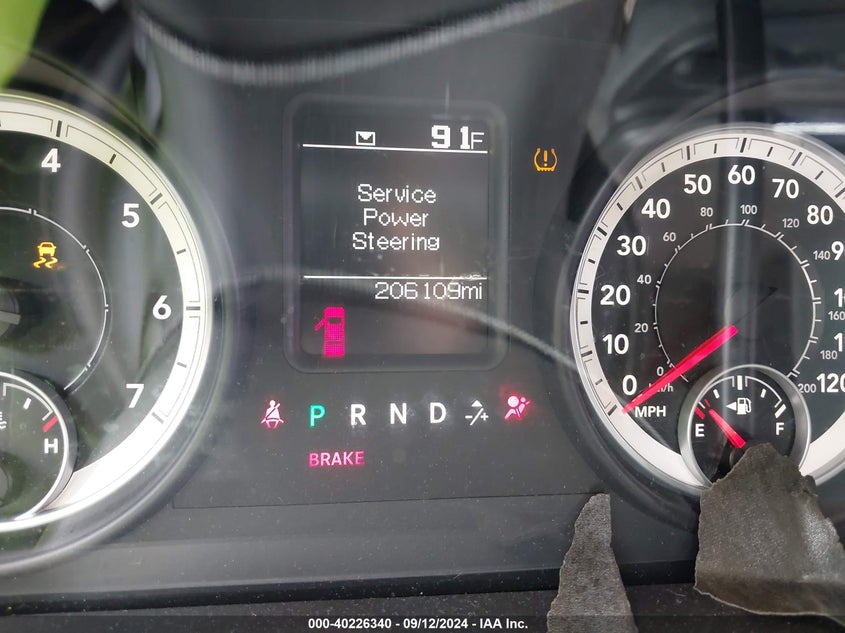 91F
Service
Power
Steering
206109mi
4
5
6
7
H
P R N D -/+
BRAKE
0 10 20 30 40 50 60 70 80
120
0 20 40 60 80 100 120 140 160 180 200
km/h
MPH
E F
000-40226340 - 09/12/2024 - IAA Inc.